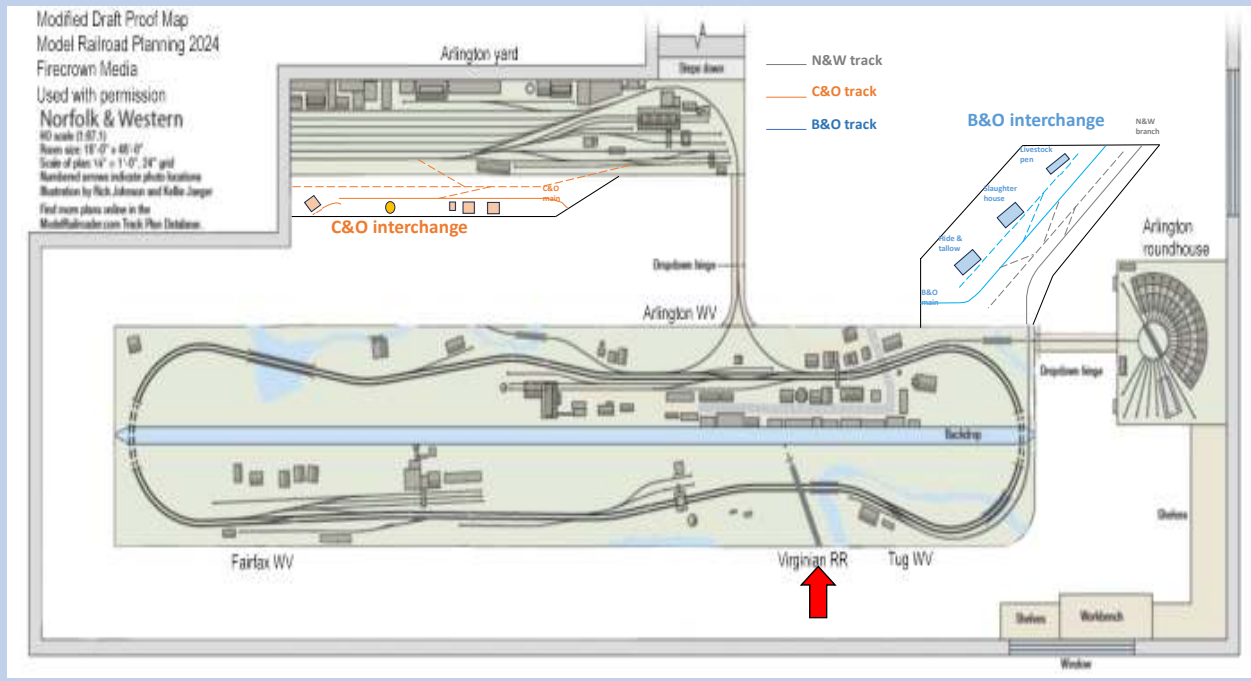 Modified Draft Proof Map
Model Railroad Planning 2024
Firecrown Media
Used with permission
Norfolk & Western
HO scale (1:87.1)
Room size: 18'-0" x 46'-0"
Scale of plan: ¼" = 1'-0", 24" grid
Numbered arrows indicate photo locations
Illustration by Rick Johnson and Kellie Jaeger
Find more plans online in the
ModelRailroader.com Track Plan Database.
Arlington yard
A
Steps down
N&W track
C&O track
B&O track
B&O interchange
N&W
branch
Livestock
pen
Slaughter
house
Hide &
tallow
B&O
main
C&O
main
C&O interchange
Arlington
roundhouse
Dropdown hinge
Arlington WV
Dropdown hinge
Backdrop
Fairfax WV
Virginian RR
Tug WV
Shelves
Shelves
Workbench
Window